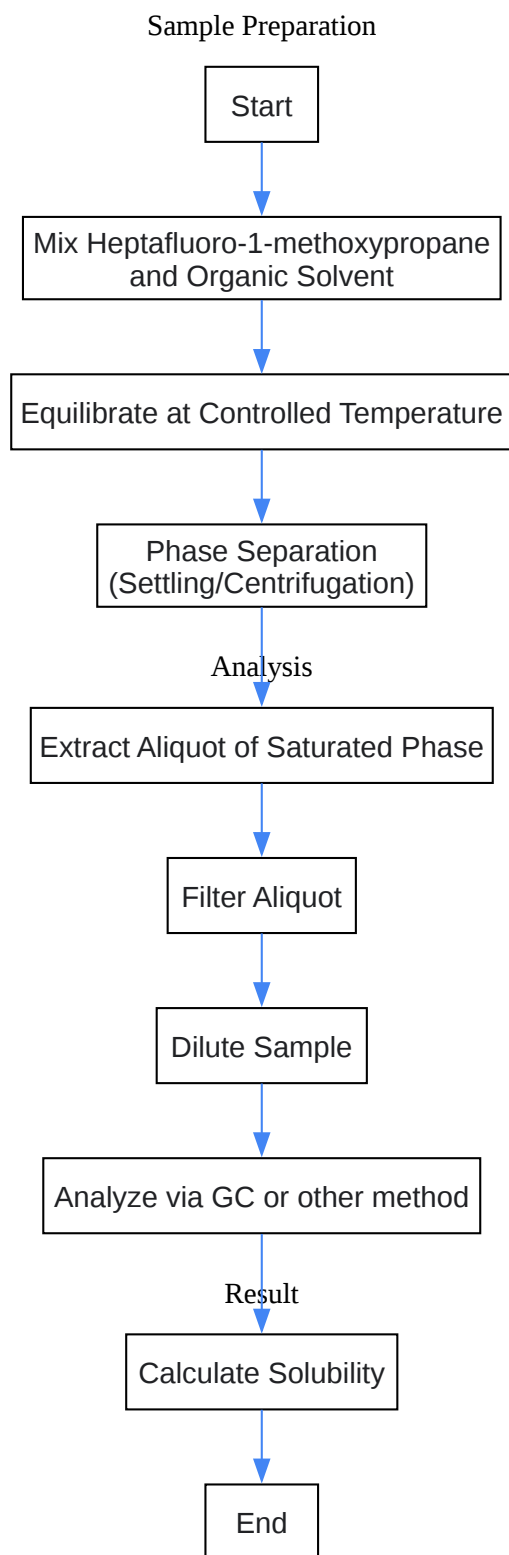 Sample Preparation
Start
Mix Heptafluoro-1-methoxypropane
and Organic Solvent
Equilibrate at Controlled Temperature
Phase Separation
(Settling/Centrifugation)
Analysis
Extract Aliquot of Saturated Phase
Filter Aliquot
Dilute Sample
Analyze via GC or other method
Result
Calculate Solubility
End